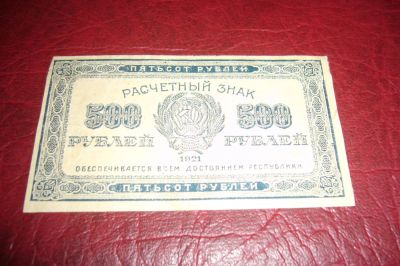 ПЯТЬСОТ РУБЛЕЙ
РАСЧЕТНЫЙ ЗНАК
500 500
РУБЛЕЙ РУБЛЕЙ
1921
ОБЕСПЕЧИВАЕТСЯ ВСЕМ ДОСТОЯНИЕМ РЕСПУБЛИКИ
ПЯТЬСОТ РУБЛЕЙ